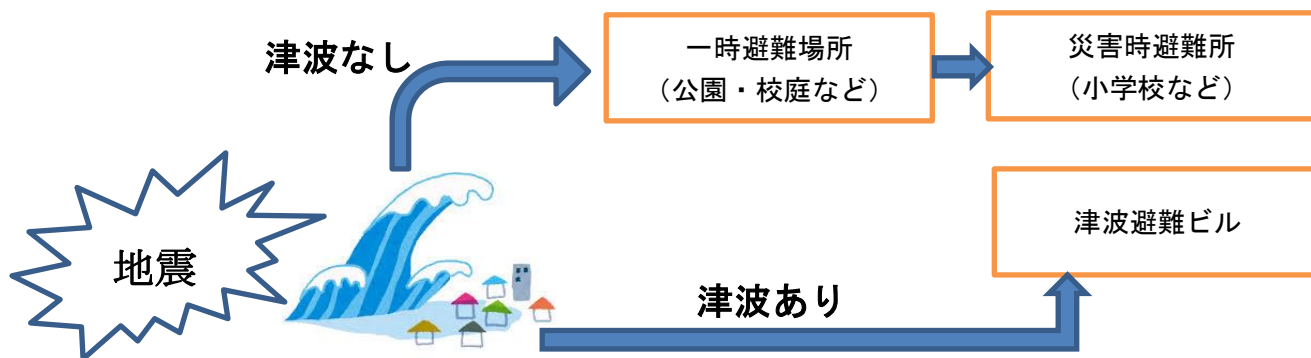 津波なし
一時避難場所
（公園・校庭など）
災害時避難所
（小学校など）
地震
津波避難ビル
津波あり